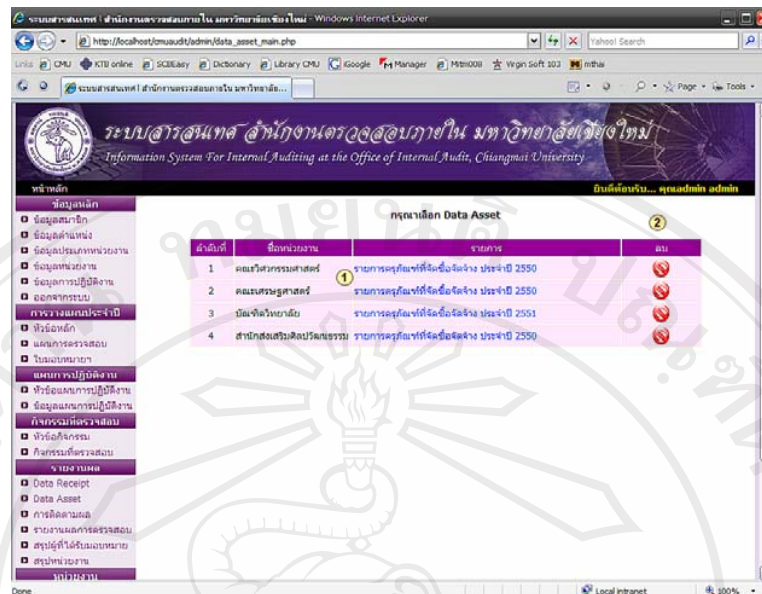 ระบบสารสนเทศ | สำนักงานตรวจสอบภายใน มหาวิทยาลัยเชียงใหม่ - Windows Internet Explorer
http://localhost/cmuaudit/admin/data_asset_main.php
Yahoo! Search
Links CMU KTB online SCBEasy Dictionary Library CMU iGoogle Manager Virgin Soft 103 mthai
ระบบสารสนเทศ | สำนักงานตรวจสอบภายใน มหาวิทยาลั...
Page Tools
ระบบสารสนเทศ สำนักงานตรวจสอบภายใน มหาวิทยาลัยเชียงใหม่
Information System For Internal Auditing at the Office of Internal Audit, Chiangmai University
หน้าหลัก
ยินดีต้อนรับ... คุณadmin admin
ข้อมูลหลัก
ข้อมูลสมาชิก
ข้อมูลตำแหน่ง
ข้อมูลประเภทหน่วยงาน
ข้อมูลหน่วยงาน
ข้อมูลการปฏิบัติงาน
ออกจากระบบ
การวางแผนประจำปี
หัวข้อหลัก
แผนการตรวจสอบ
ใบมอบหมายฯ
แผนการปฏิบัติงาน
หัวข้อแผนการปฏิบัติงาน
ข้อมูลแผนการปฏิบัติงาน
กิจกรรมที่ตรวจสอบ
หัวข้อกิจกรรม
กิจกรรมที่ตรวจสอบ
รายงานผล
Data Receipt
Data Asset
การติดตามผล
รายงานผลการตรวจสอบ
สรุปผู้ที่ได้รับมอบหมาย
สรุปหน่วยงาน
หน่วยงาน
กรุณาเลือก Data Asset
2
ลำดับที่ ชื่อหน่วยงาน รายการ ลบ
1 คณะวิศวกรรมศาสตร์ 1 รายการครุภัณฑ์ที่จัดซื้อจัดจ้าง ประจำปี 2550
2 คณะเศรษฐศาสตร์ รายการครุภัณฑ์ที่จัดซื้อจัดจ้าง ประจำปี 2550
3 บัณฑิตวิทยาลัย รายการครุภัณฑ์ที่จัดซื้อจัดจ้าง ประจำปี 2551
4 สำนักส่งเสริมศิลปวัฒนธรรม รายการครุภัณฑ์ที่จัดซื้อจัดจ้าง ประจำปี 2550
Done
Local intranet
100%